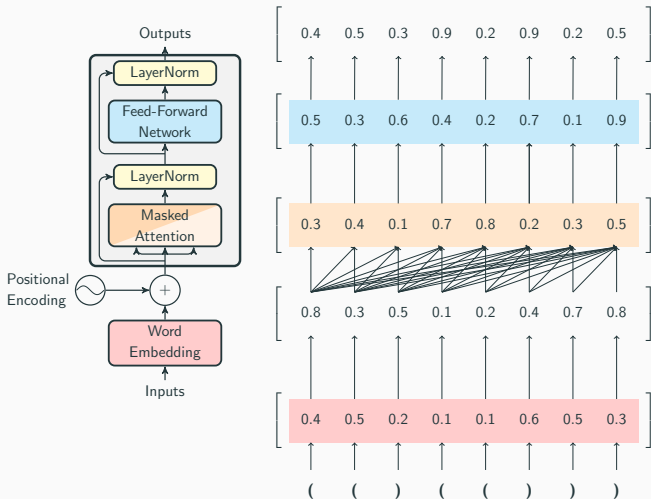 Outputs
LayerNorm
Feed-Forward
Network
LayerNorm
Masked
Attention
Positional
Encoding
+
Word
Embedding
Inputs
0.4 0.5 0.3 0.9 0.2 0.9 0.2 0.5
0.5 0.3 0.6 0.4 0.2 0.7 0.1 0.9
0.3 0.4 0.1 0.7 0.8 0.2 0.3 0.5
0.8 0.3 0.5 0.1 0.2 0.4 0.7 0.8
0.4 0.5 0.2 0.1 0.1 0.6 0.5 0.3
( ( ) ( ( ) ) )